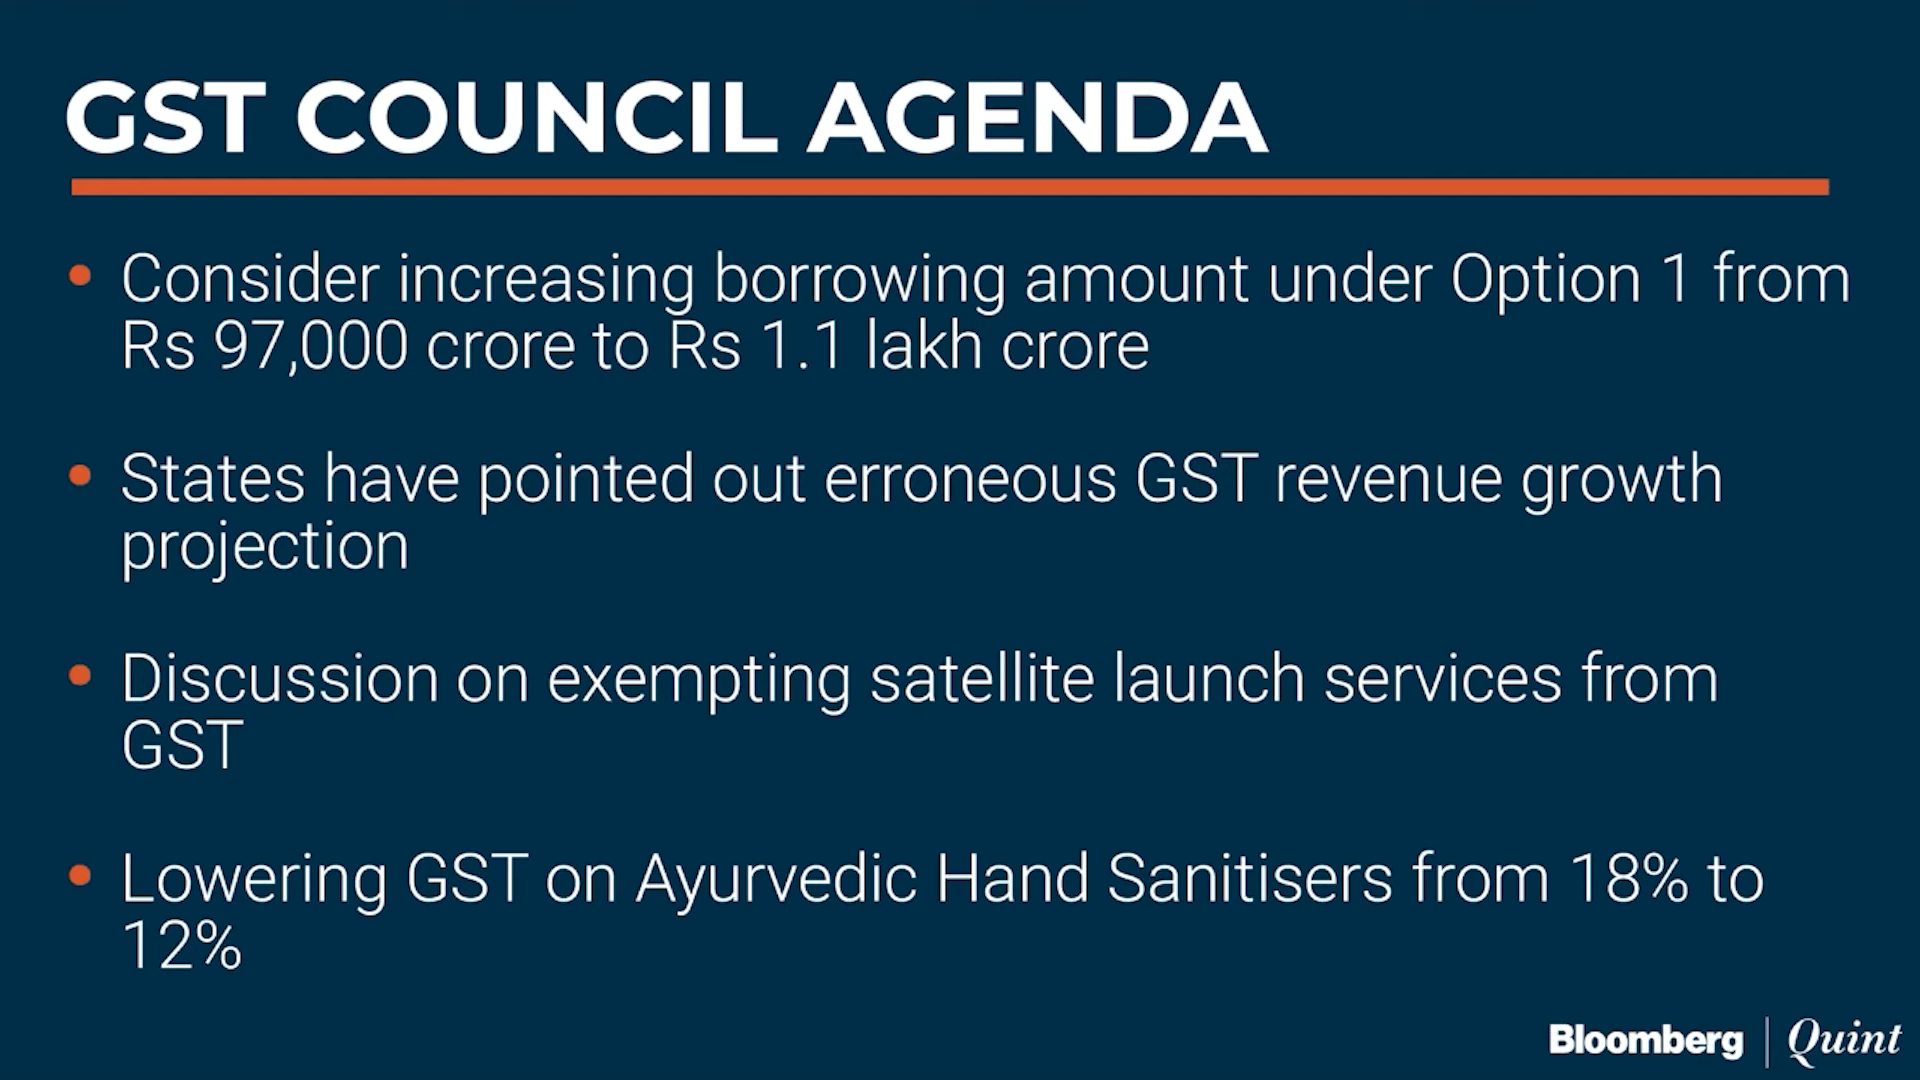 GST COUNCIL AGENDA
• Consider increasing borrowing amount under Option 1 from
Rs 97,000 crore to Rs 1.1 lakh crore
• States have pointed out erroneous GST revenue growth
projection
• Discussion on exempting satellite launch services from
GST
• Lowering GST on Ayurvedic Hand Sanitisers from 18% to
12%
Bloomberg | Quint